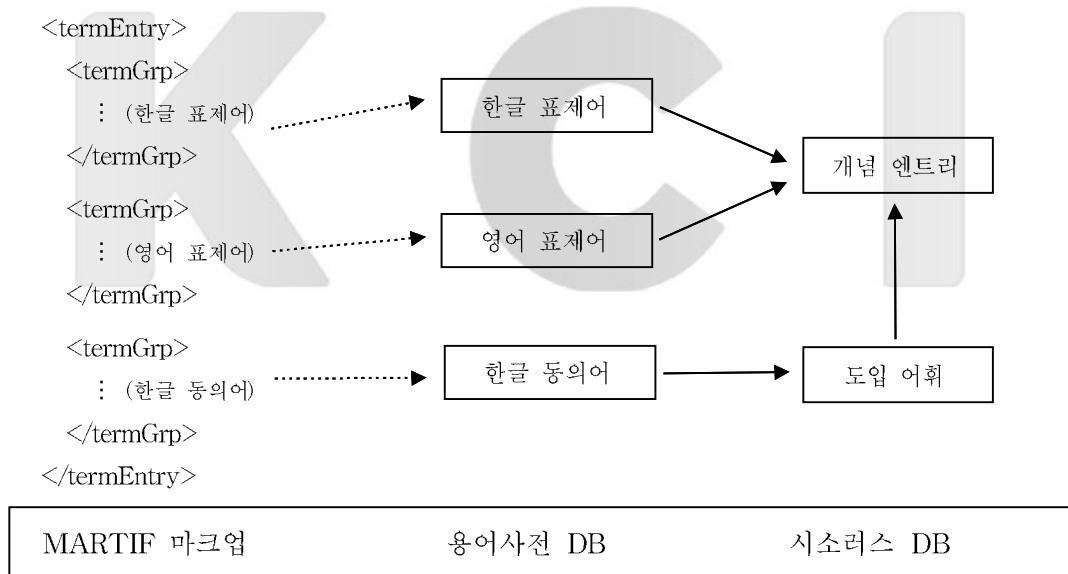 KCI
<termEntry>
<termGrp>
⋮ (한글 표제어)
</termGrp>
<termGrp>
⋮ (영어 표제어)
</termGrp>
<termGrp>
⋮ (한글 동의어)
</termGrp>
</termEntry>
한글 표제어
영어 표제어
한글 동의어
개념 엔트리
도입 어휘
MARTIF 마크업 용어사전 DB 시소러스 DB